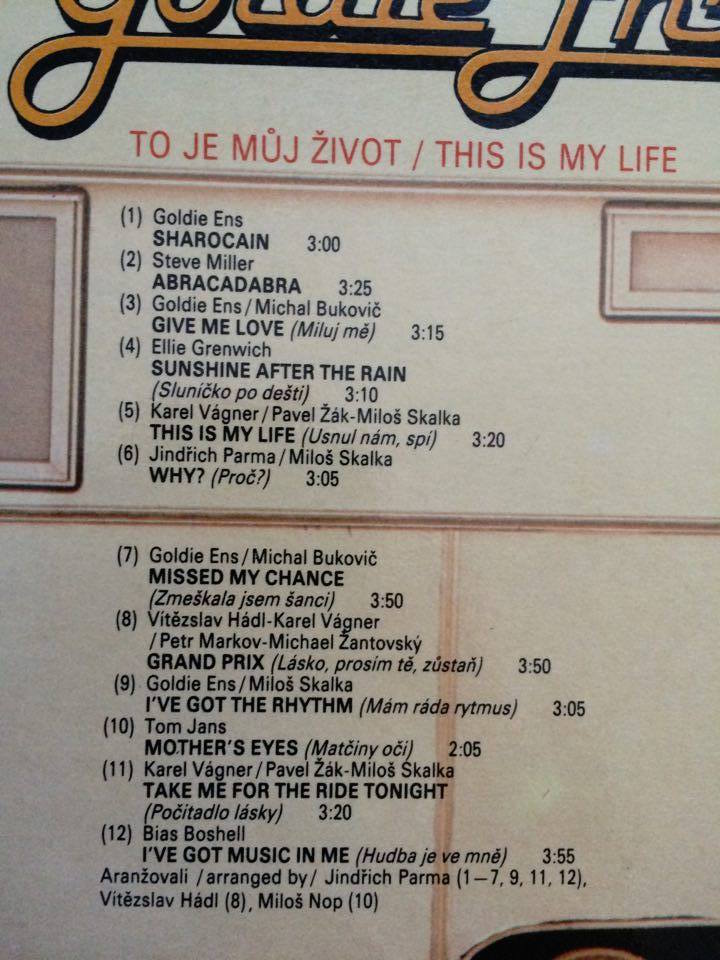 Goldie Ens
TO JE MŮJ ŽIVOT / THIS IS MY LIFE
(1) Goldie Ens
SHAROCAIN 3:00
(2) Steve Miller
ABRACADABRA 3:25
(3) Goldie Ens/Michal Bukovič
GIVE ME LOVE (Miluj mě) 3:15
(4) Ellie Grenwich
SUNSHINE AFTER THE RAIN
(Sluníčko po dešti) 3:10
(5) Karel Vágner/Pavel Žák-Miloš Skalka
THIS IS MY LIFE (Usnul nám, spí) 3:20
(6) Jindřich Parma/Miloš Skalka
WHY? (Proč?) 3:05
(7) Goldie Ens/Michal Bukovič
MISSED MY CHANCE
(Zmeškala jsem šanci) 3:50
(8) Vítězslav Hádl-Karel Vágner
/Petr Markov-Michael Žantovský
GRAND PRIX (Lásko, prosím tě, zůstaň) 3:50
(9) Goldie Ens/Miloš Skalka
I'VE GOT THE RHYTHM (Mám ráda rytmus) 3:05
(10) Tom Jans
MOTHER'S EYES (Matčiny oči) 2:05
(11) Karel Vágner/Pavel Žák-Miloš Skalka
TAKE ME FOR THE RIDE TONIGHT
(Počitadlo lásky) 3:20
(12) Bias Boshell
I'VE GOT MUSIC IN ME (Hudba je ve mně) 3:55
Aranžovali /arranged by/ Jindřich Parma (1–7, 9, 11, 12),
Vítězslav Hádl (8), Miloš Nop (10)